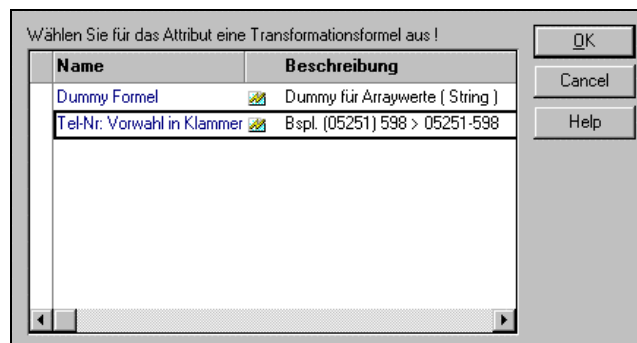 Wählen Sie für das Attribut eine Transformationsformel aus !
OK
Name Beschreibung
Cancel
Dummy Formel Dummy für Arraywerte ( String )
Tel-Nr: Vorwahl in Klammer Bspl. (05251) 598 > 05251-598
Help